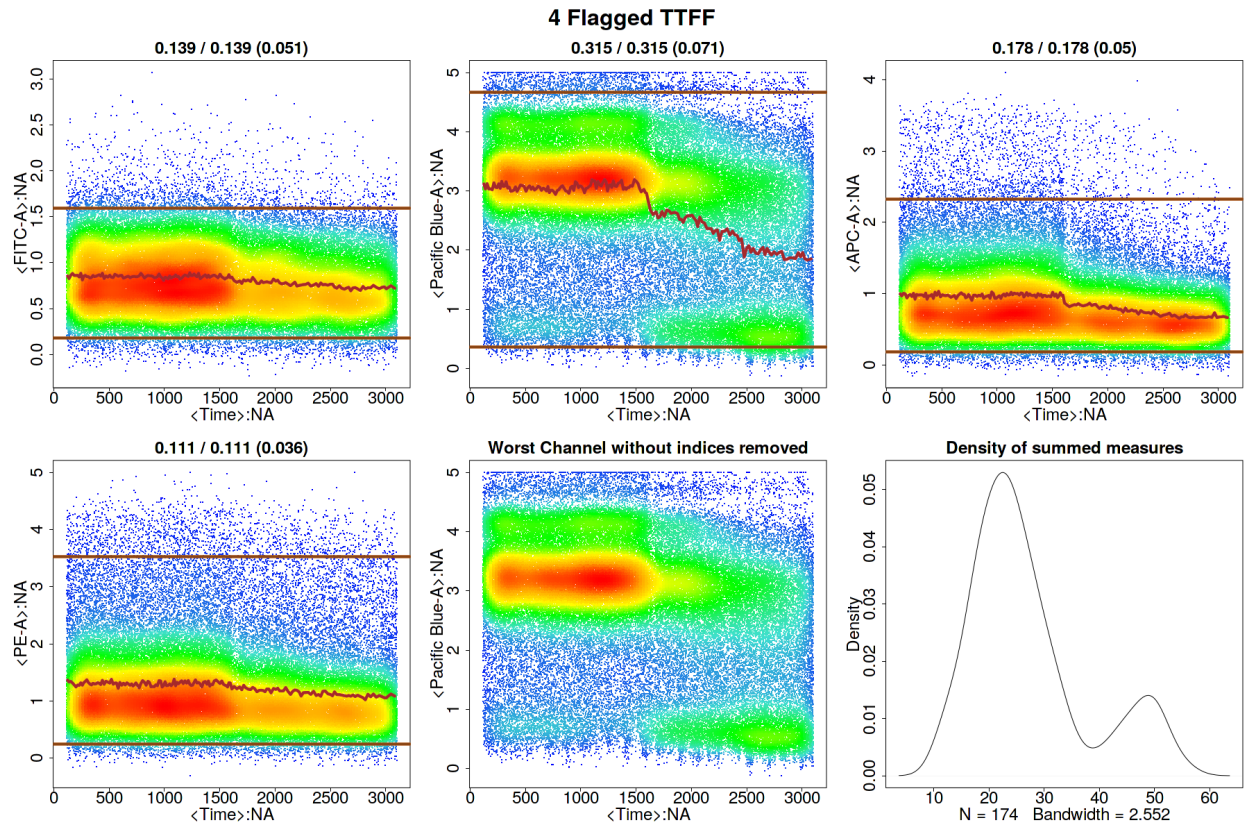 4 Flagged TTFF
0.139 / 0.139 (0.051)
0.315 / 0.315 (0.071)
0.178 / 0.178 (0.05)
<FITC-A>:NA
3.0
2.5
2.0
1.5
1.0
0.5
0.0
0 500 1000 1500 2000 2500 3000
<Time>:NA
<Pacific Blue-A>:NA
5
4
3
2
1
0
0 500 1000 1500 2000 2500 3000
<Time>:NA
<APC-A>:NA
4
3
2
1
0
0 500 1000 1500 2000 2500 3000
<Time>:NA
0.111 / 0.111 (0.036)
Worst Channel without indices removed
Density of summed measures
<PE-A>:NA
5
4
3
2
1
0
0 500 1000 1500 2000 2500 3000
<Time>:NA
<Pacific Blue-A>:NA
5
4
3
2
1
0
0 500 1000 1500 2000 2500 3000
<Time>:NA
Density
0.05
0.04
0.03
0.02
0.01
0.00
10 20 30 40 50 60
N = 174 Bandwidth = 2.552